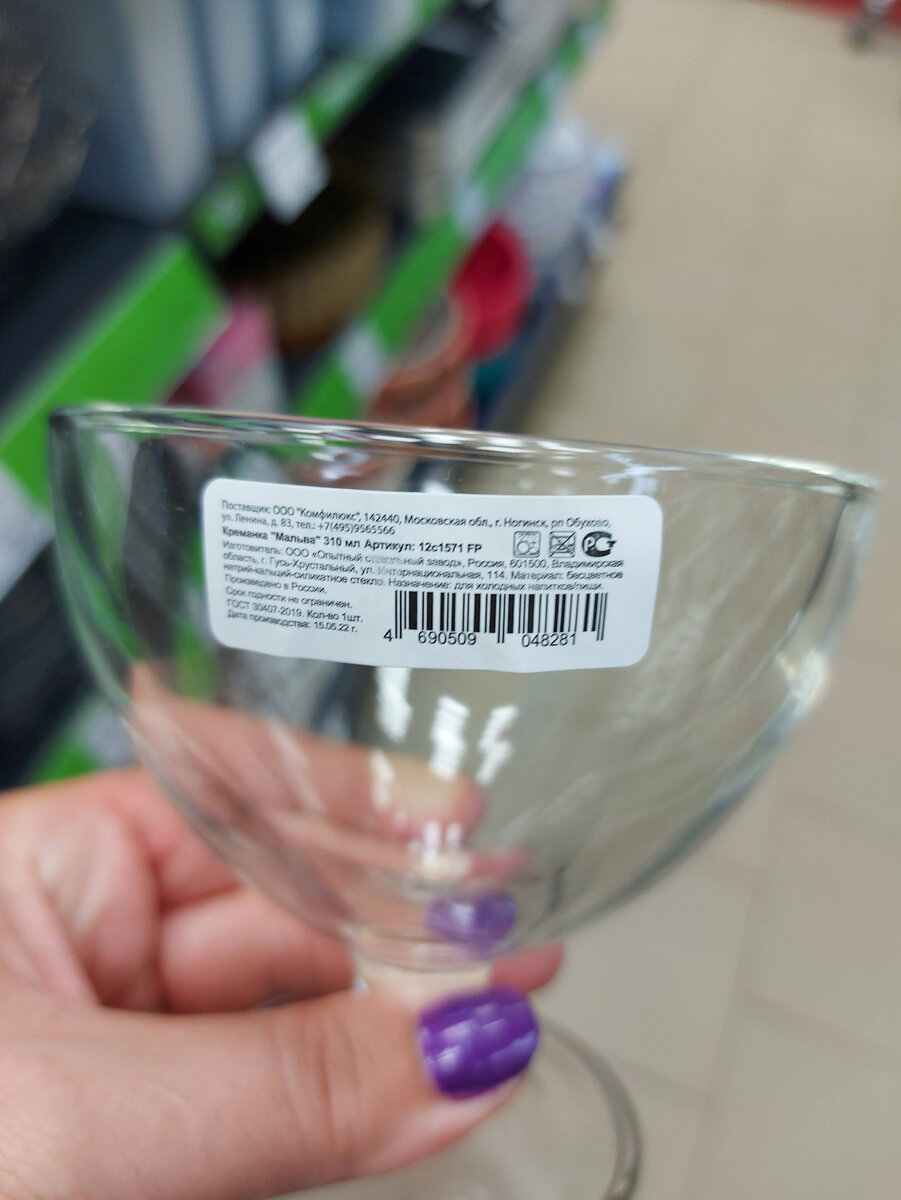 Поставщик: ООО "Комфилюкс", 142440, Московская обл., г. Ногинск, рп Обухово,
ул. Ленина, д. 83, тел.: +7(495)9565566
Креманка "Мальва" 310 мл Артикул: 12с1571 FP
Изготовитель: ООО «Опытный стекольный завод», Россия, 601500, Владимирская
область, г. Гусь-Хрустальный, ул. Интернациональная, 114. Материал: бесцветное
натрий-кальций-силикатное стекло. Назначение: для холодных напитков/пищи.
Произведено в России.
Срок годности не ограничен.
ГОСТ 30407-2019. Кол-во 1шт.
Дата производства: 15.05.22 г.
4 690509 048281